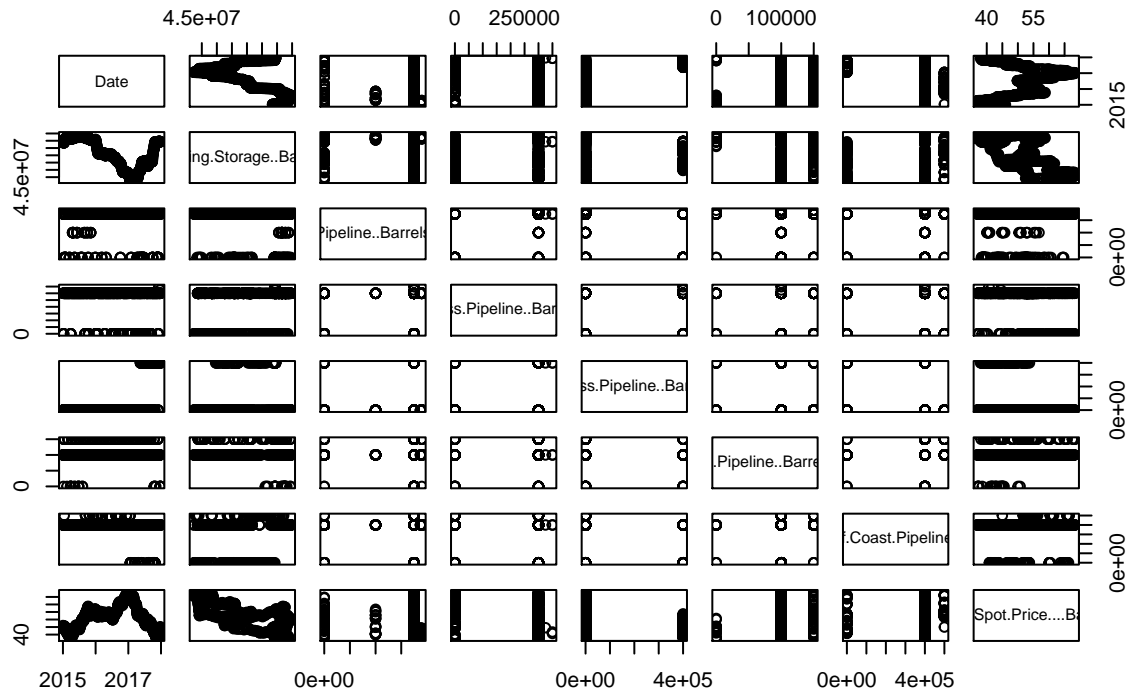 4.5e+07
0 250000
0 100000
40 55
Date
2015
4.5e+07
ng.Storage..Ba
Pipeline..Barrels
0e+00
0
ss.Pipeline..Bar
ss.Pipeline..Ba
0e+00
0
.Pipeline..Barre
f.Coast.Pipeline
0e+00
40
Spot.Price....Ba
2015 2017
0e+00
0e+00 4e+05
0e+00 4e+05